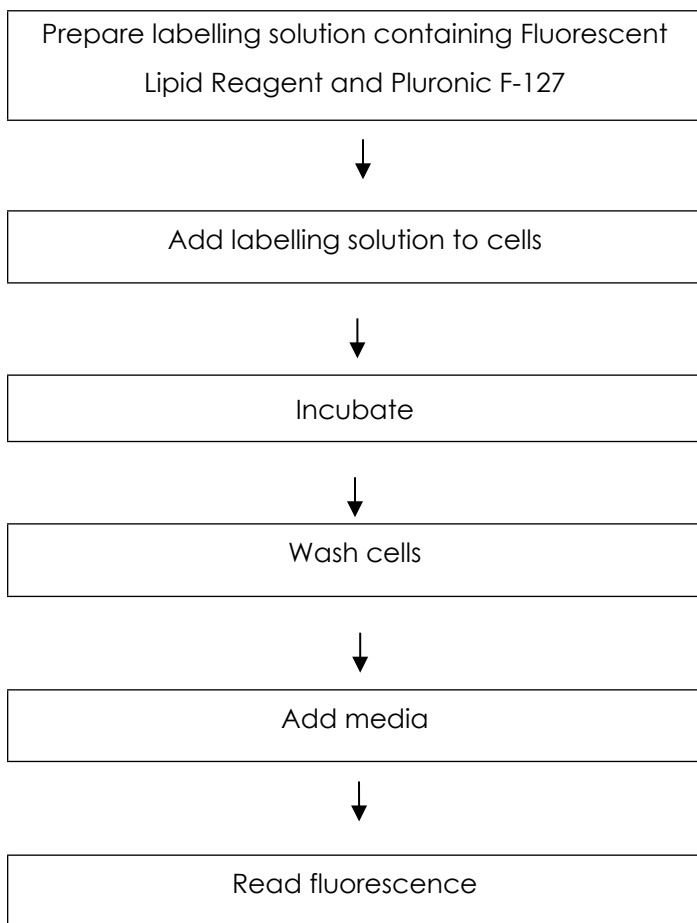 Prepare labelling solution containing Fluorescent
Lipid Reagent and Pluronic F-127
Add labelling solution to cells
Incubate
Wash cells
Add media
Read fluorescence